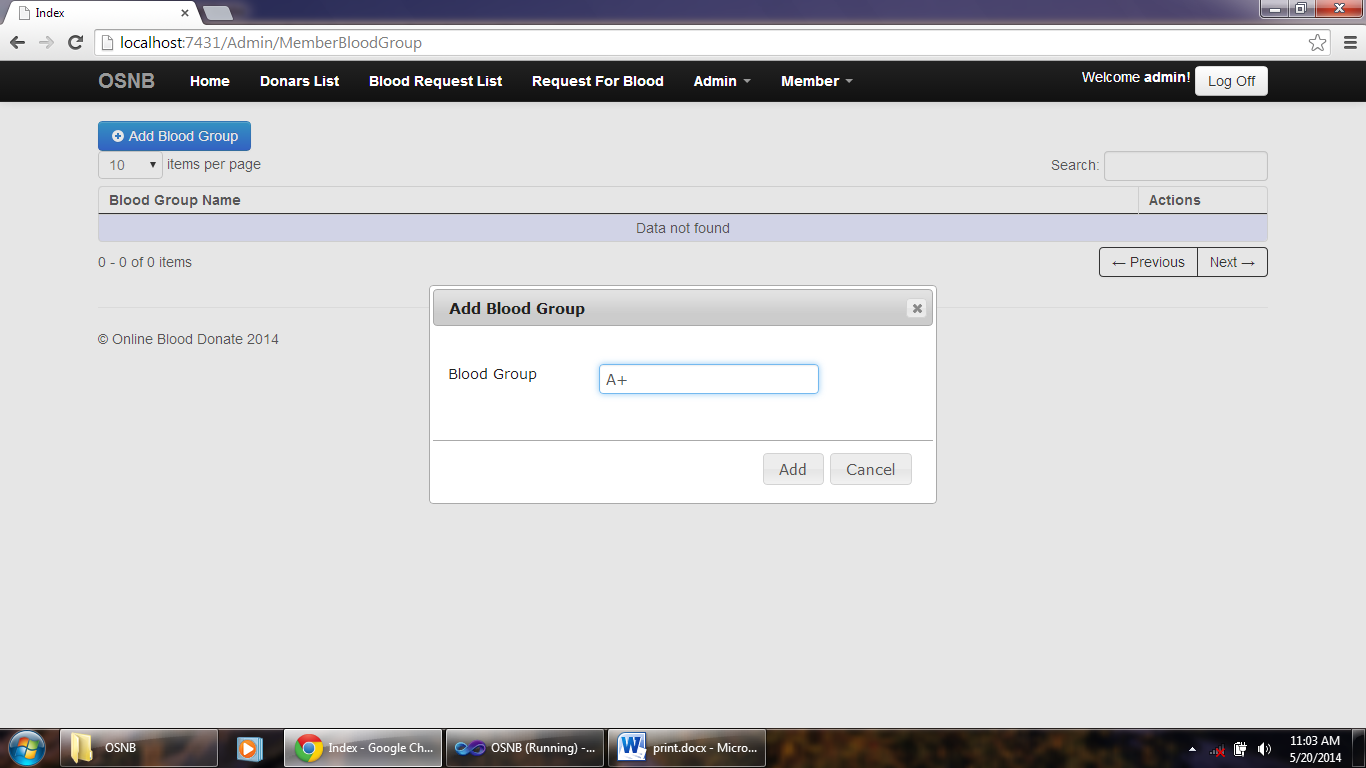 Index
localhost:7431/Admin/MemberBloodGroup
OSNB Home Donars List Blood Request List Request For Blood Admin Member Welcome admin! Log Off
Add Blood Group
10 items per page Search:
Blood Group Name Actions
Data not found
0 - 0 of 0 items ← Previous Next →
Add Blood Group
© Online Blood Donate 2014
Blood Group A+
Add Cancel
OSNB Index - Google Ch... OSNB (Running) -... print.docx - Micro... 11:03 AM
5/20/2014